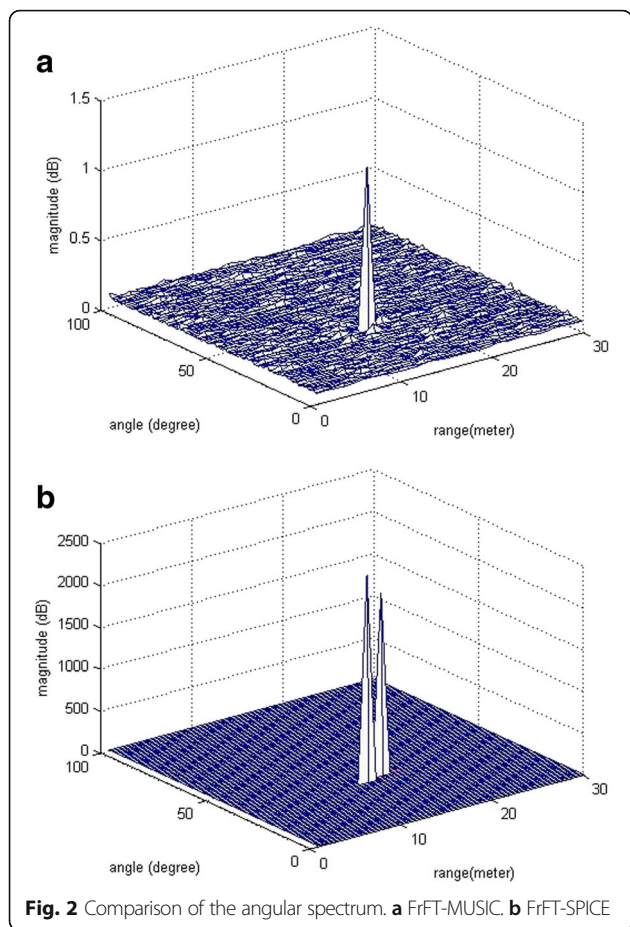 a
1.5
1
0.5
0
magnitude (dB)
100
50
0
angle (degree)
0
10
20
30
range(meter)
b
2500
2000
1500
1000
500
0
magnitude (dB)
100
50
0
angle (degree)
0
10
20
30
range(meter)
Fig. 2 Comparison of the angular spectrum. a FrFT-MUSIC. b FrFT-SPICE